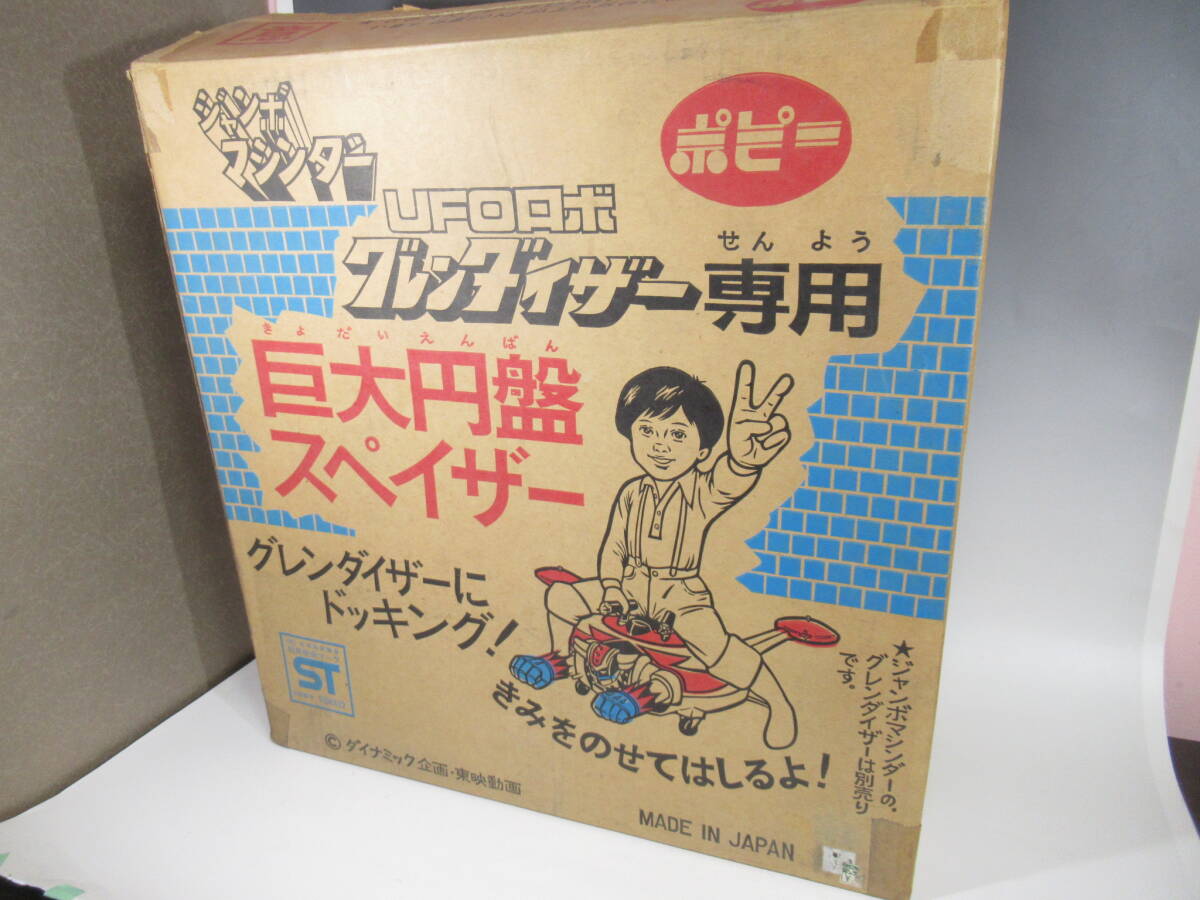 ジャンボ
マシンダー
ポピー
UFOロボ
グレンダイザー専用
せんよう
きょだいえんばん
巨大円盤
スペイザー
グレンダイザーに
ドッキング!
ST
きみをのせてはしるよ!
★ジャンボマシンダーの、
グレンダイザーは別売り
です。
©ダイナミック企画・東映動画
MADE IN JAPAN